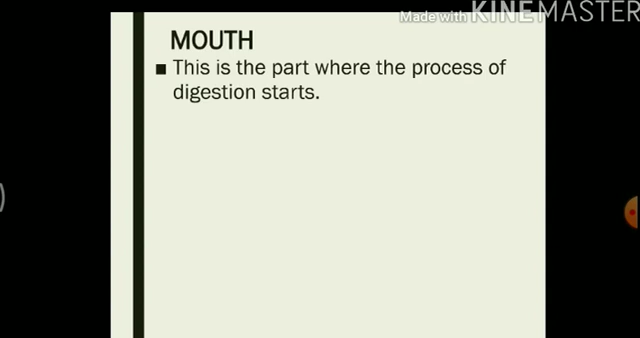 Made with KINEMASTER
MOUTH
■ This is the part where the process of
digestion starts.